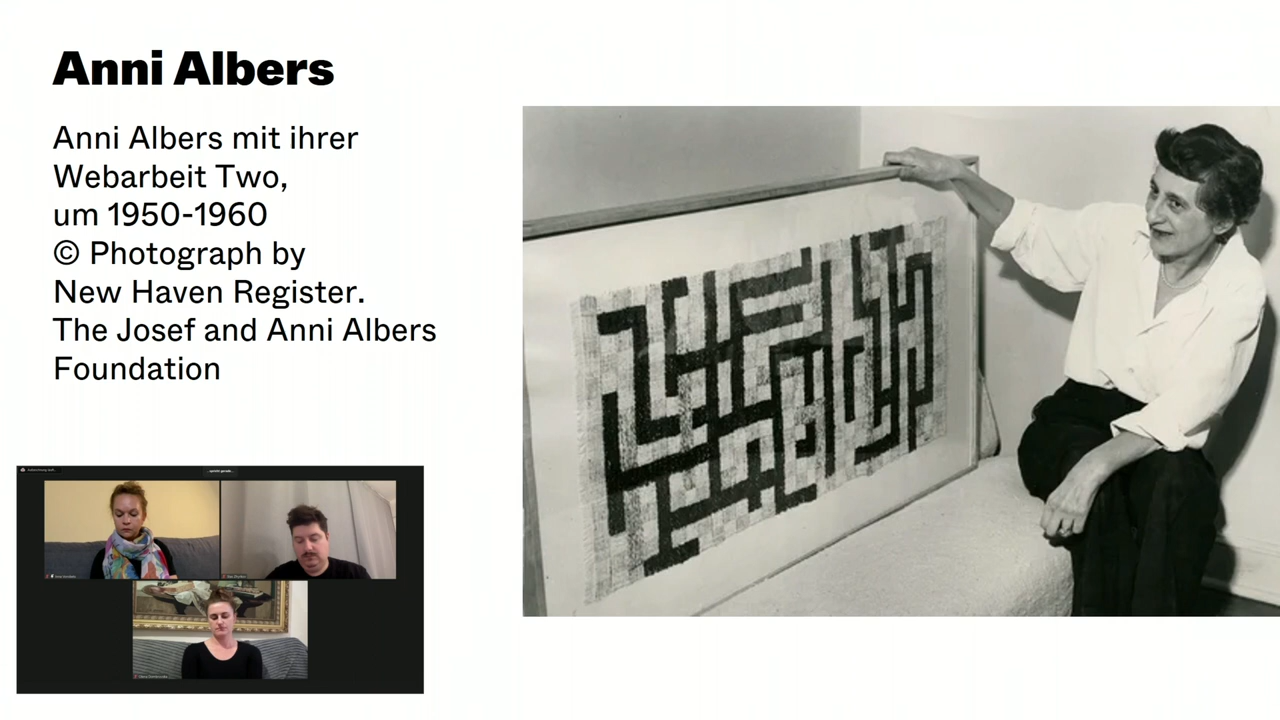 Anni Albers
Anni Albers mit ihrer
Webarbeit Two,
um 1950-1960
© Photograph by
New Haven Register.
The Josef and Anni Albers
Foundation